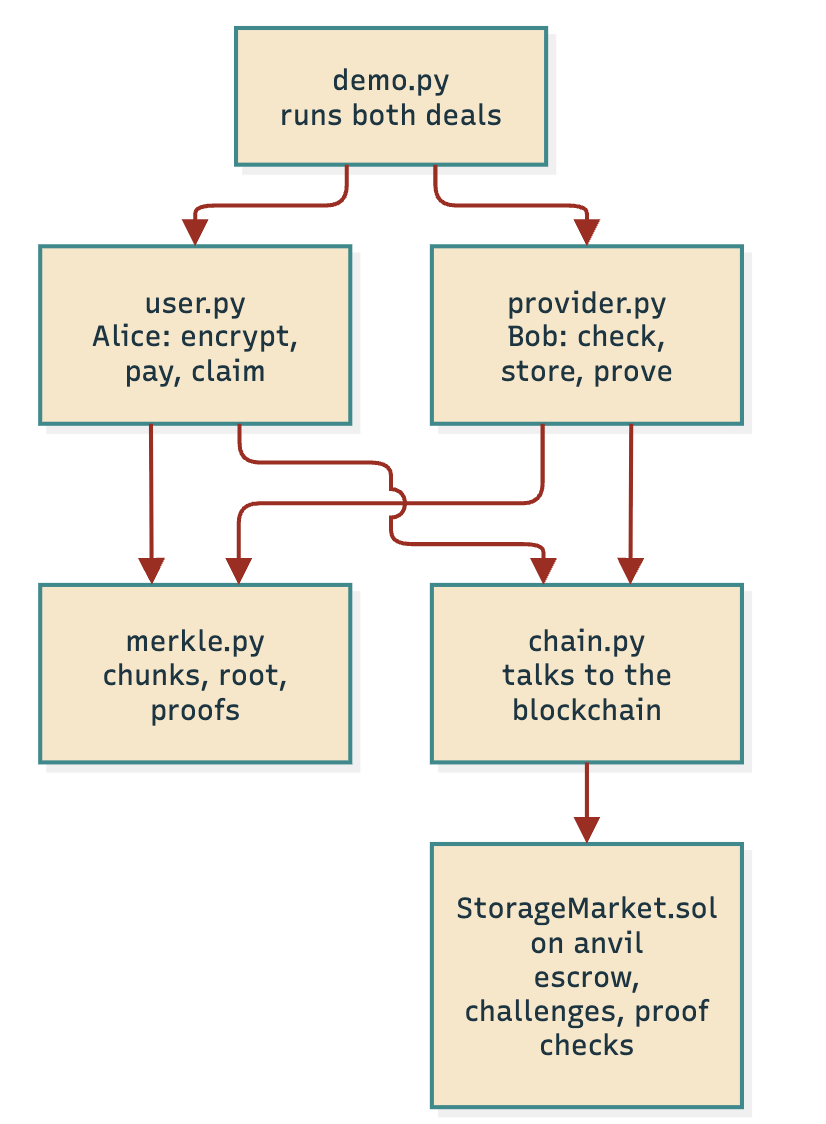 demo.py
runs both deals
user.py
Alice: encrypt,
pay, claim
provider.py
Bob: check,
store, prove
merkle.py
chunks, root,
proofs
chain.py
talks to the
blockchain
StorageMarket.sol
on anvil
escrow,
challenges, proof
checks